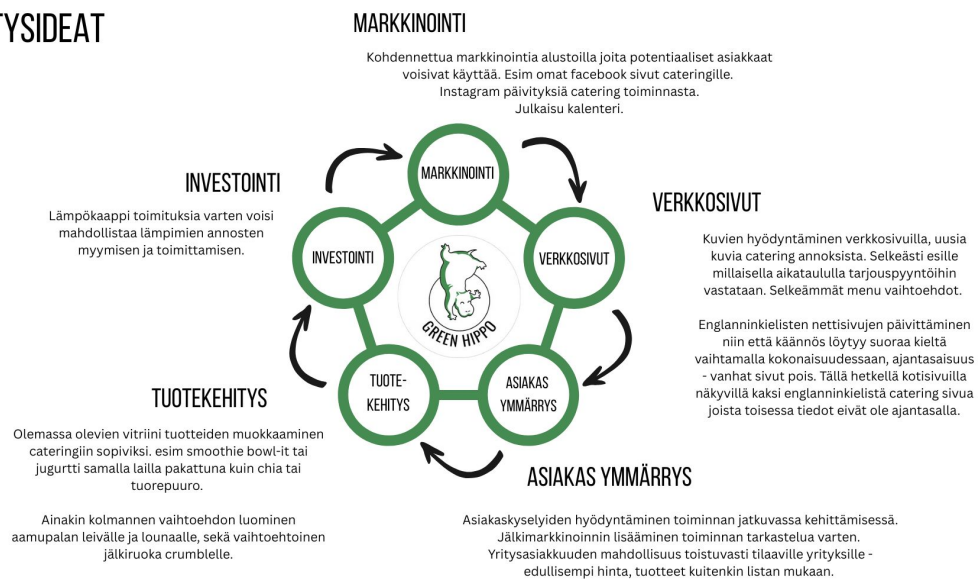 TYSIDEAT
MARKKINOINTI
Kohdennettua markkinointia alustoilla joita potentiaaliset asiakkaat
voisivat käyttää. Esim omat facebook sivut cateringille.
Instagram päivityksiä catering toiminnasta.
Julkaisu kalenteri.
MARKKINOINTI
INVESTOINTI
Lämpökaappi toimituksia varten voisi
mahdollistaa lämpimien annosten
myymisen ja toimittamisen.
INVESTOINTI
VERKKOSIVUT
VERKKOSIVUT
Kuvien hyödyntäminen verkkosivuilla, uusia
kuvia catering annoksista. Selkeästi esille
millaisella aikataululla tarjouspyyntöihin
vastataan. Selkeämmät menu vaihtoehdot.
Englanninkielisten nettisivujen päivittäminen
niin että käännös löytyy suoraa kieltä
vaihtamalla kokonaisuudessaan, ajantasaisuus
- vanhat sivut pois. Tällä hetkellä kotisivuilla
näkyvillä kaksi englanninkielistä catering sivua
joista toisessa tiedot eivät ole ajantasalla.
GREEN HIPPO
TUOTE-
KEHITYS
ASIAKAS
YMMÄRRYS
TUOTEKEHITYS
Olemassa olevien vitriini tuotteiden muokkaaminen
cateringiin sopiviksi. esim smoothie bowl-it tai
jugurtti samalla lailla pakattuna kuin chia tai
tuorepuuro.
Ainakin kolmannen vaihtoehdon luominen
aamupalan leivälle ja lounaalle, sekä vaihtoehtoinen
jälkiruoka crumblelle.
ASIAKAS YMMÄRRYS
Asiakaskyselyiden hyödyntäminen toiminnan jatkuvassa kehittämisessä.
Jälkimarkkinoinnin lisääminen toiminnan tarkastelua varten.
Yritysasiakkuuden mahdollisuus toistuvasti tilaaville yrityksille -
edullisempi hinta, tuotteet kuitenkin listan mukaan.